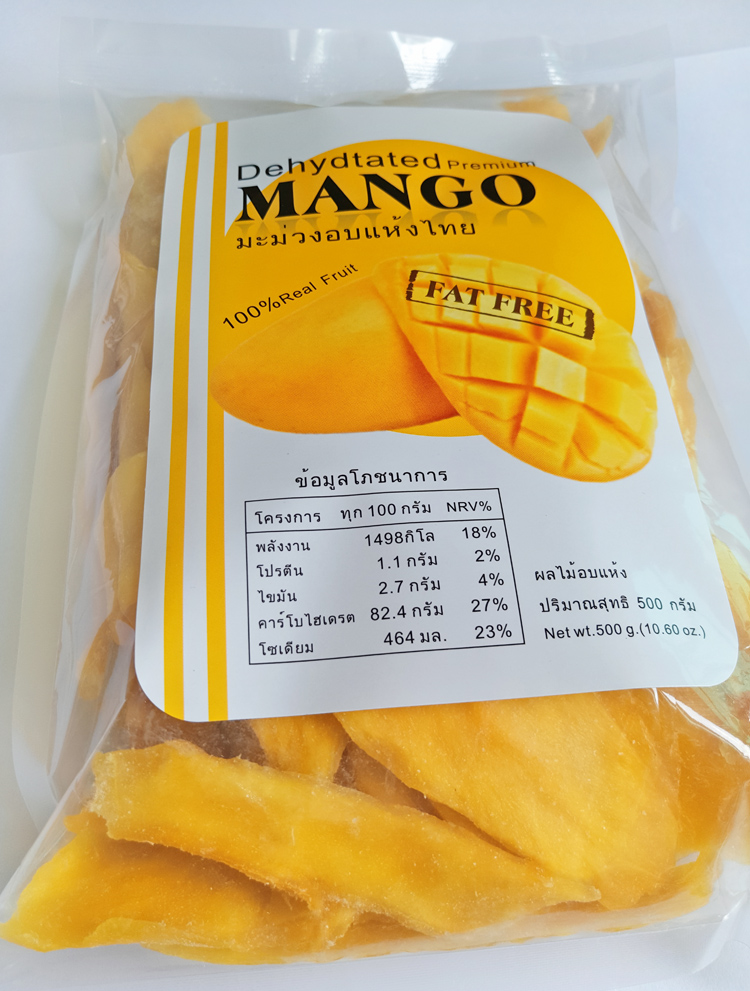 Dehydtated Premium
MANGO
มะม่วงอบแห้งไทย
100%Real Fruit
FAT FREE
ข้อมูลโภชนาการ
โครงการ ทุก 100 กรัม NRV%
พลังงาน 1498กิโล 18%
โปรตีน 1.1 กรัม 2%
ไขมัน 2.7 กรัม 4%
คาร์โบไฮเดรต 82.4 กรัม 27%
โซเดียม 464 มล. 23%
ผลไม้อบแห้ง
ปริมาณสุทธิ 500 กรัม
Net wt.500 g.(10.60 oz.)